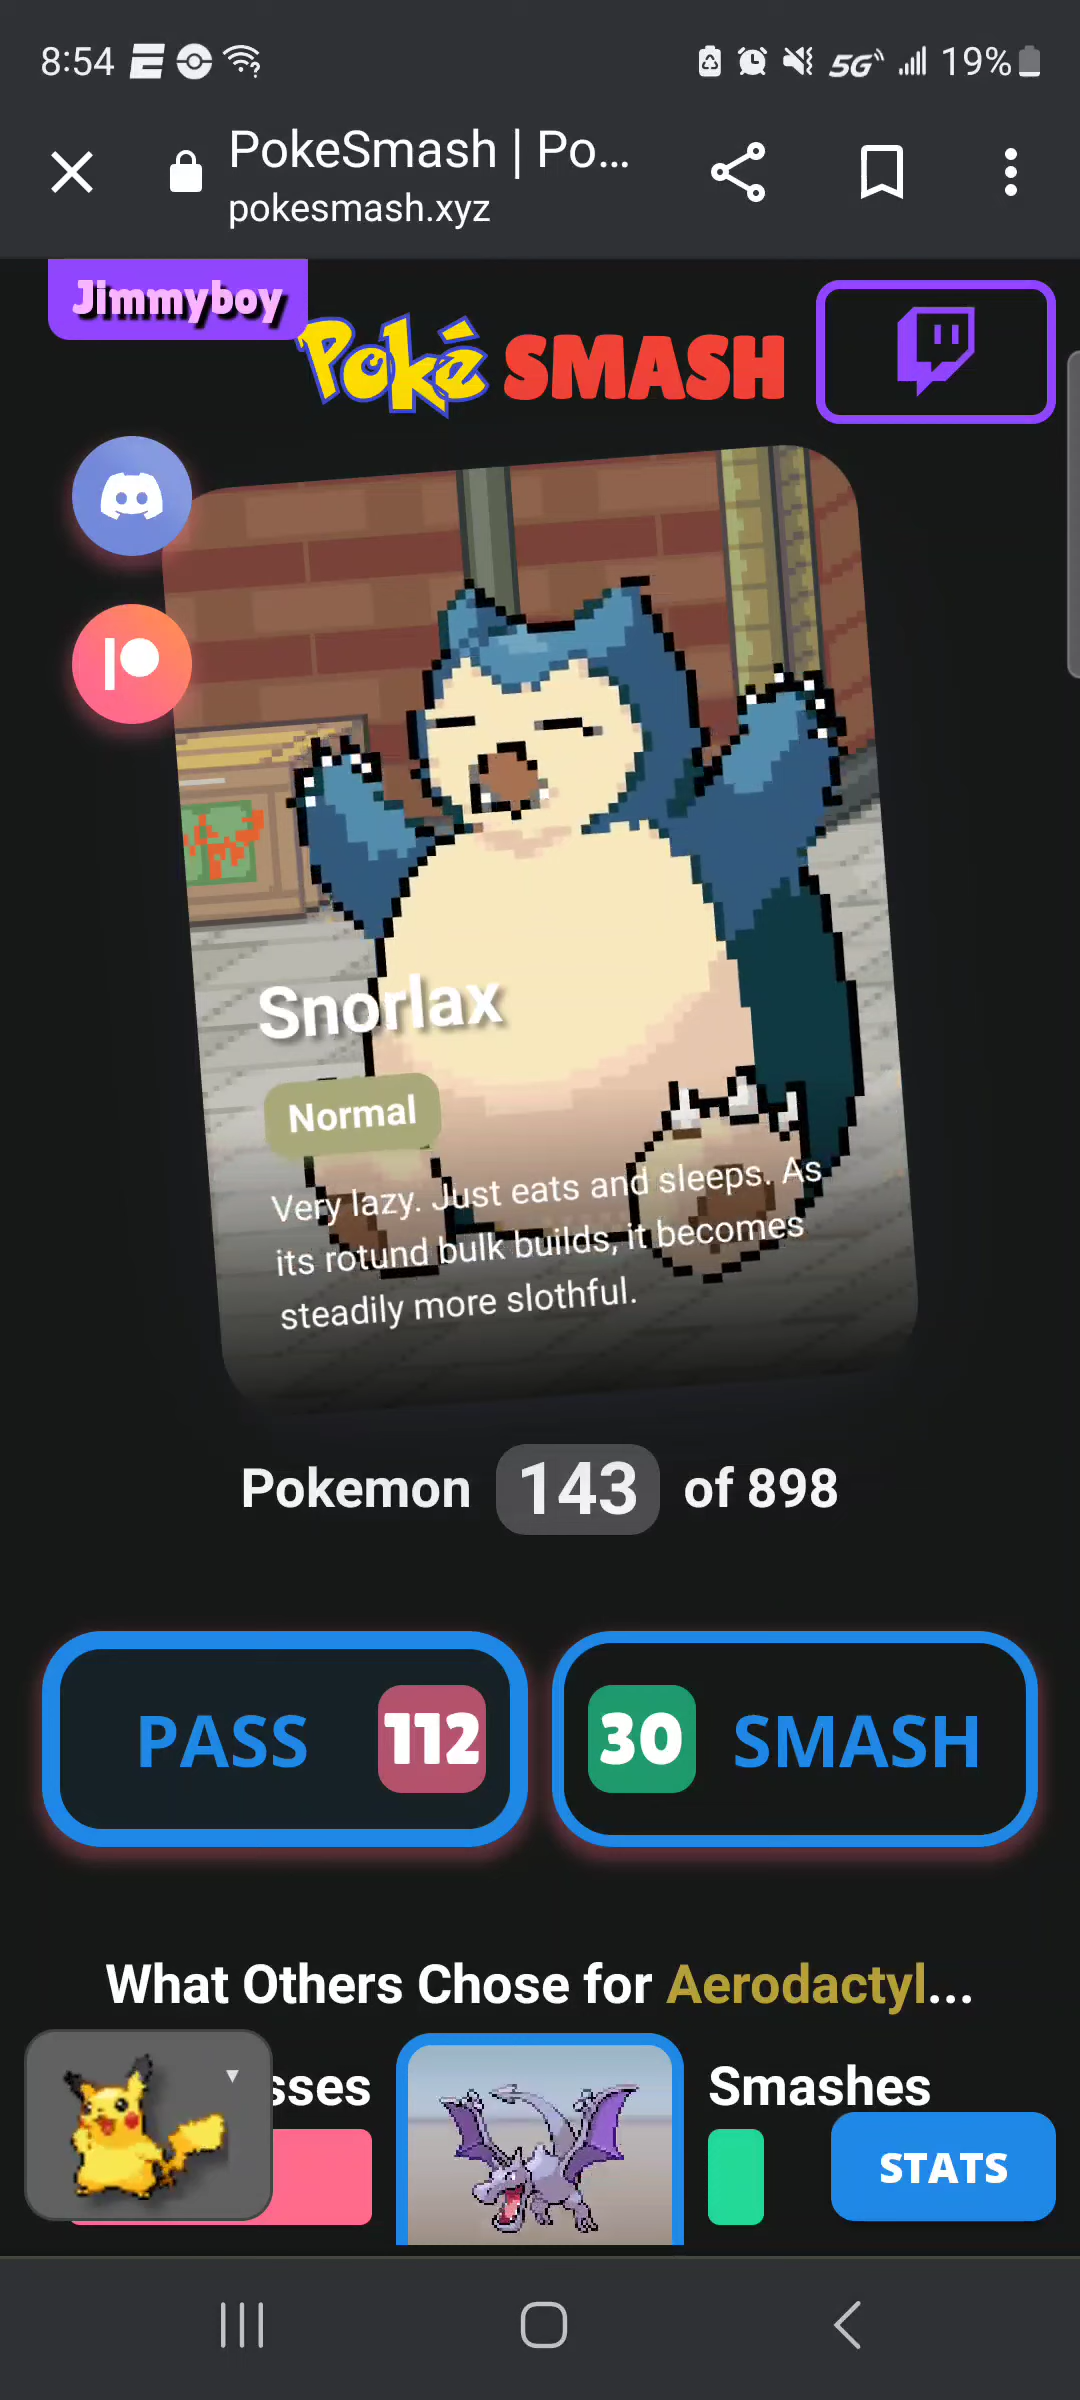 8:54
5G
19%
PokeSmash | Po...
pokesmash.xyz
Jimmyboy
Poké SMASH
Snorlax
Normal
Very lazy. Just eats and sleeps. As
its rotund bulk builds, it becomes
steadily more slothful.
Pokemon 143 of 898
PASS 112
30 SMASH
What Others Chose for Aerodactyl...
sses
Smashes
STATS